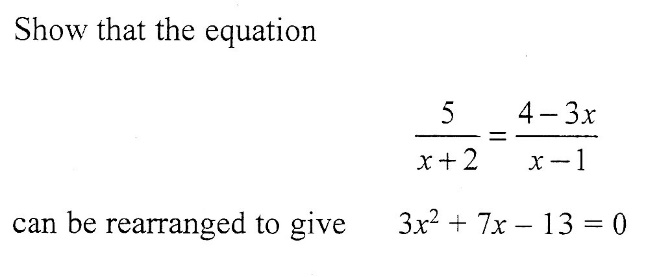 Show that the equation
5/(x + 2) = (4 – 3x)/(x – 1)
can be rearranged to give 3x² + 7x – 13 = 0